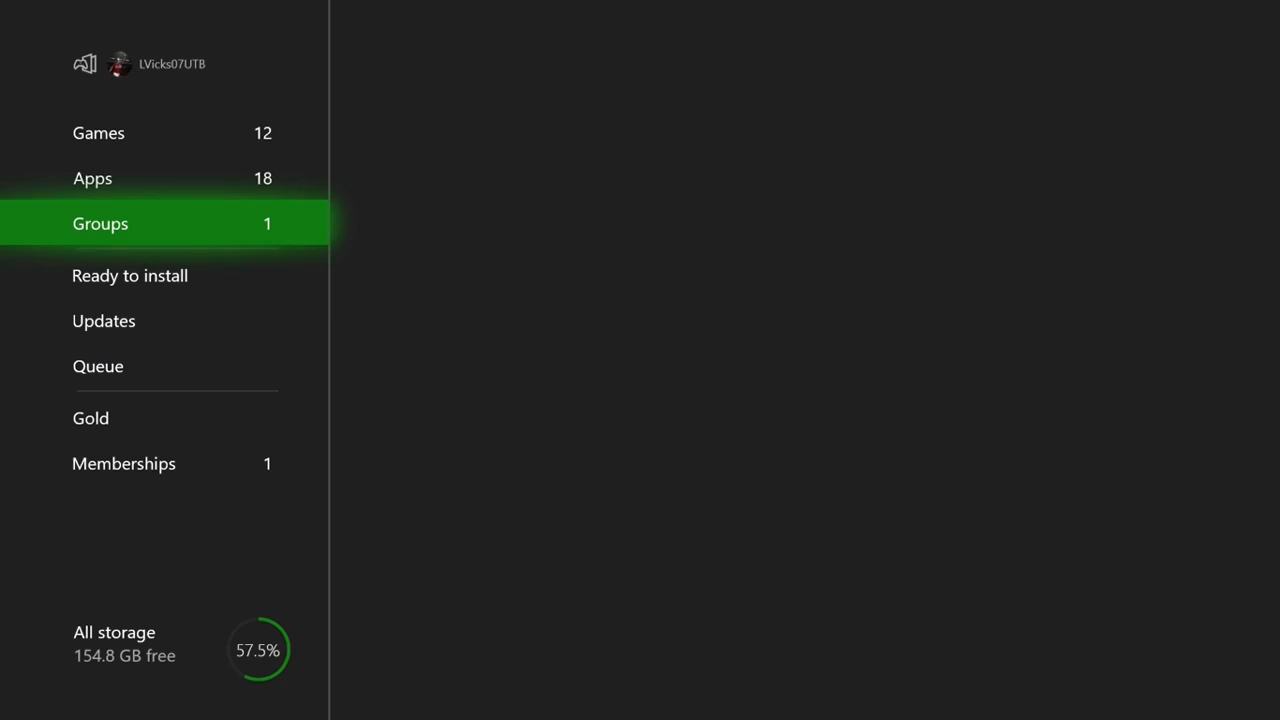 LVicks07UTB
Games 12
Apps 18
Groups 1
Ready to install
Updates
Queue
Gold
Memberships 1
All storage
154.8 GB free
57.5%